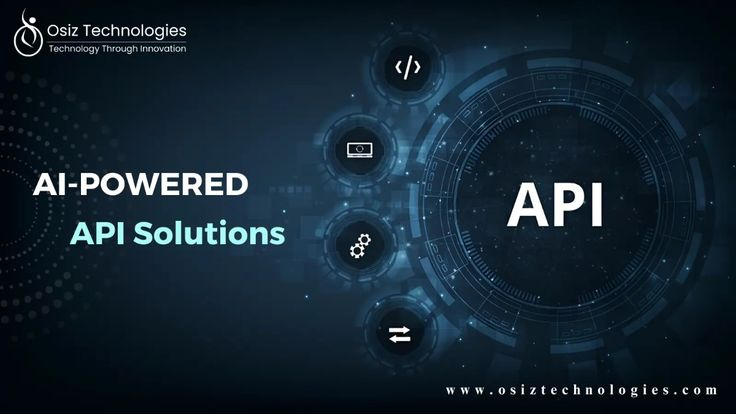 Osiz Technologies
Technology Through Innovation
AI-POWERED
API Solutions
API
www.osiztechnologies.com